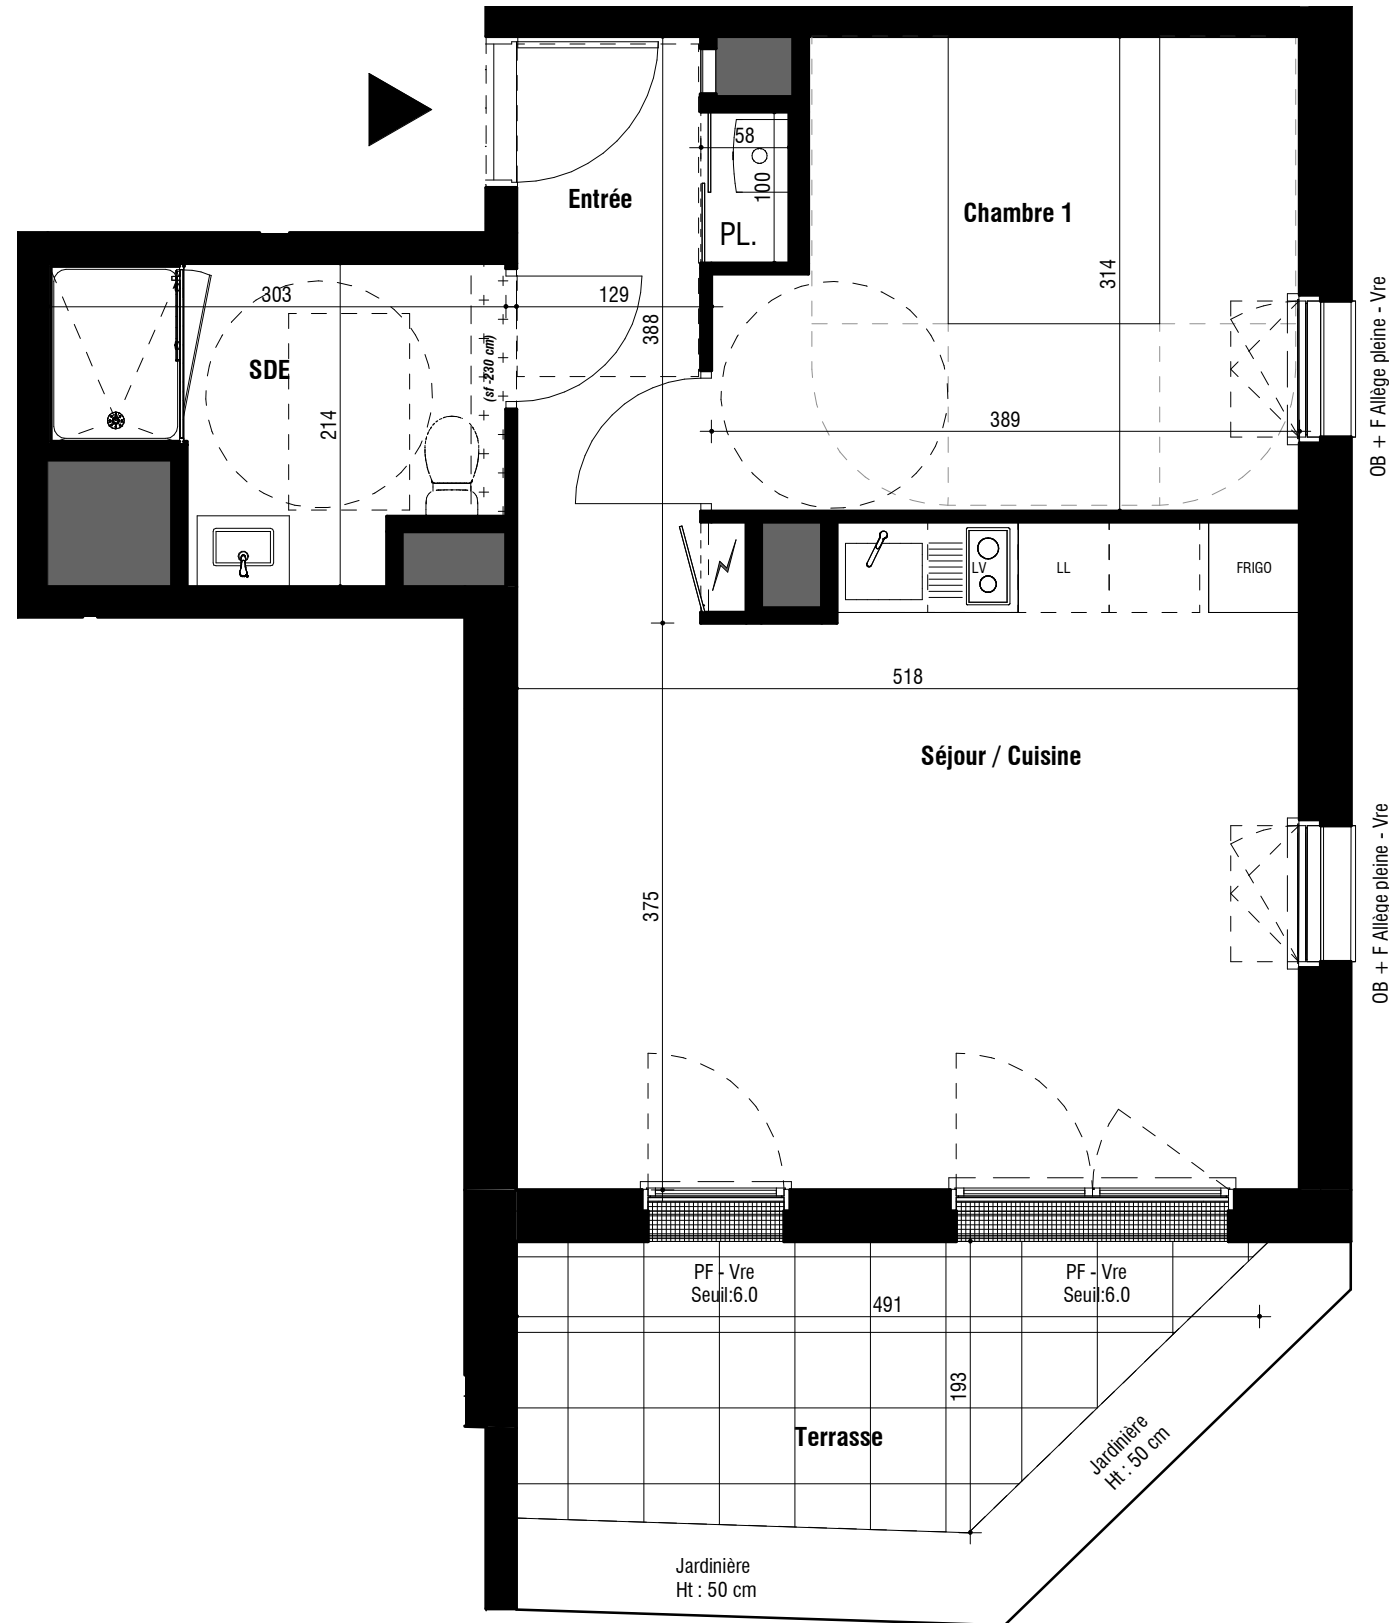 58
100
PL.
Entrée
Chambre 1
314
303
129
388
SDE
(sf -230 cm)
214
389
OB + F Allège pleine - Vre
LV
LL
FRIGO
518
Séjour / Cuisine
375
OB + F Allège pleine - Vre
PF - Vre
Seuil:6.0
PF - Vre
Seuil:6.0
491
193
Terrasse
Jardinière
Ht : 50 cm
Jardinière
Ht : 50 cm